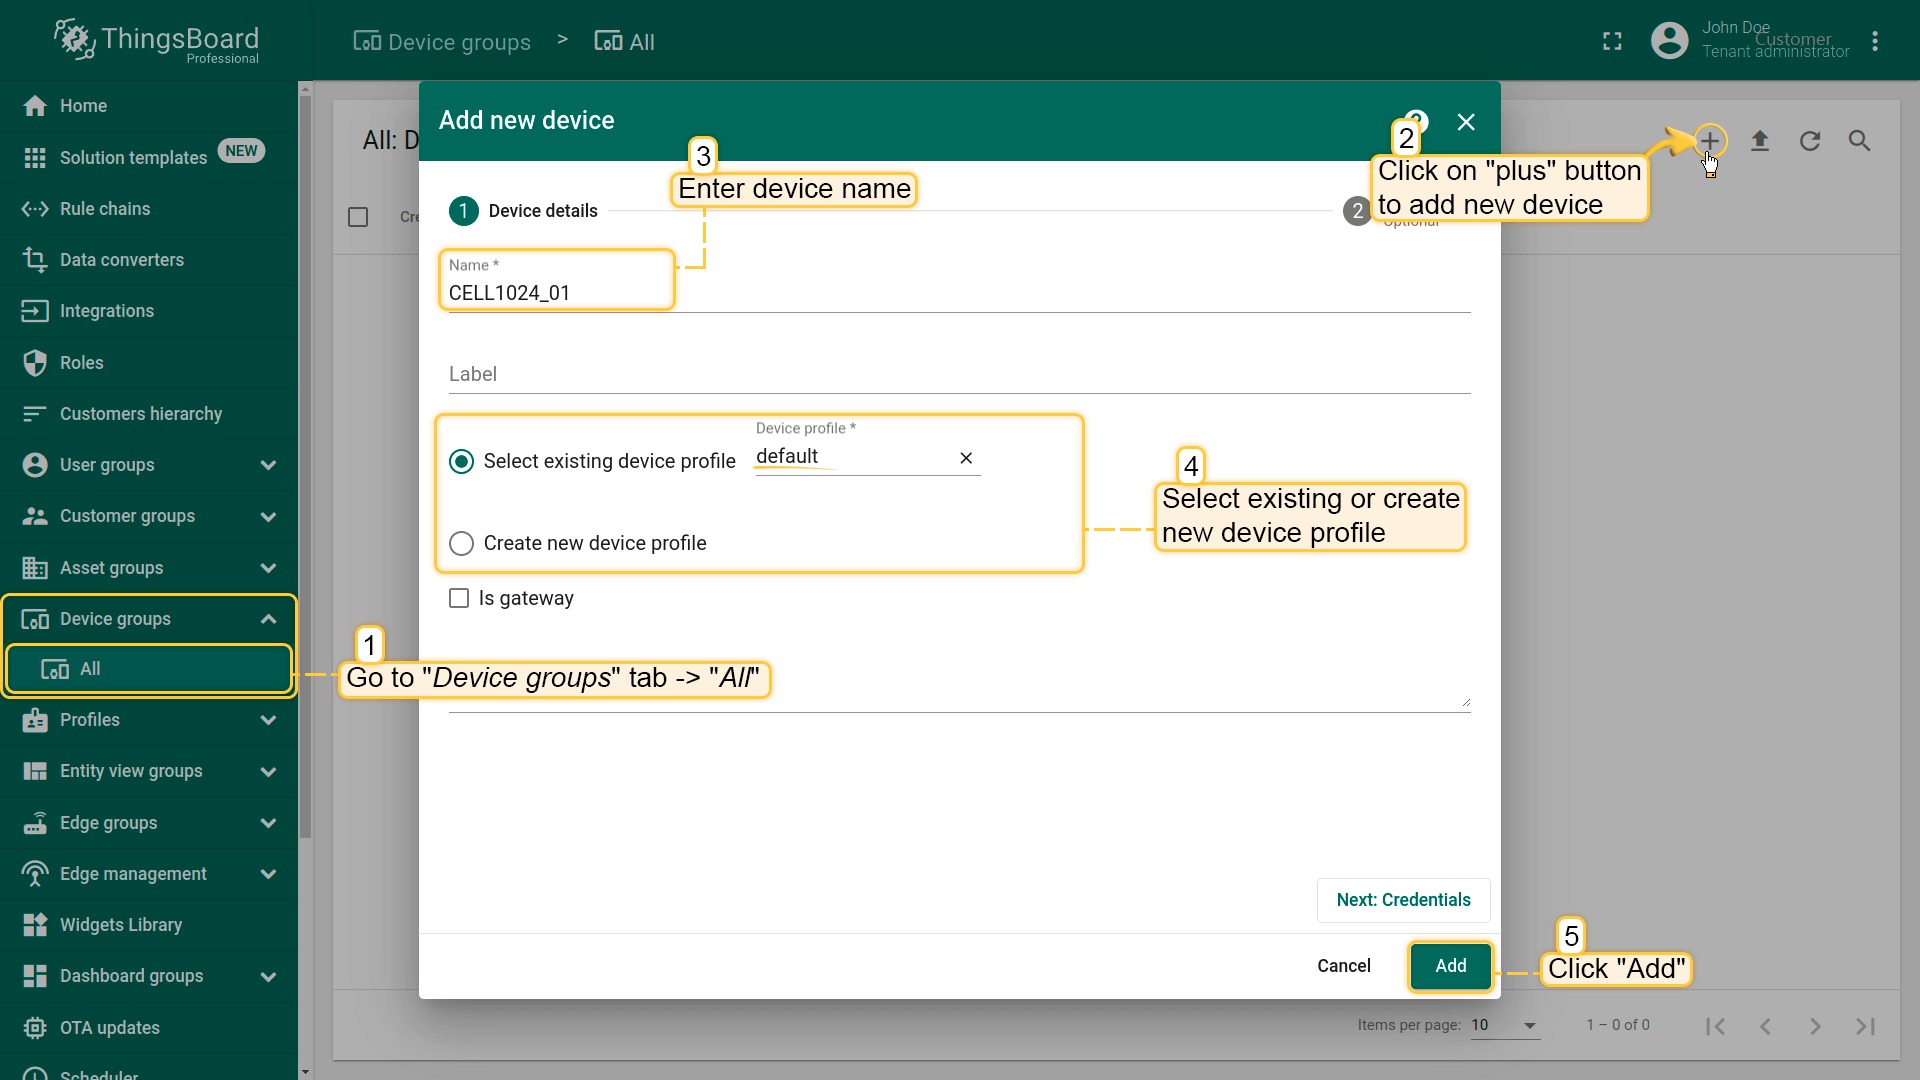 ThingsBoard
Professional
Device groups > All
John Doe
Customer
Tenant administrator
Home
Solution templates NEW
Rule chains
Data converters
Integrations
Roles
Customers hierarchy
User groups
Customer groups
Asset groups
Device groups
All
Profiles
Entity view groups
Edge groups
Edge management
Widgets Library
Dashboard groups
OTA updates
Scheduler
All: D
Cre
Add new device
1 Device details
2
Optional
3
Enter device name
2
Click on "plus" button
to add new device
Name *
CELL1024_01
Label
Select existing device profile
Device profile *
default
Create new device profile
4
Select existing or create
new device profile
Is gateway
1
Go to "Device groups" tab -> "All"
Next: Credentials
Cancel
Add
5
Click "Add"
Items per page: 10
1 – 0 of 0